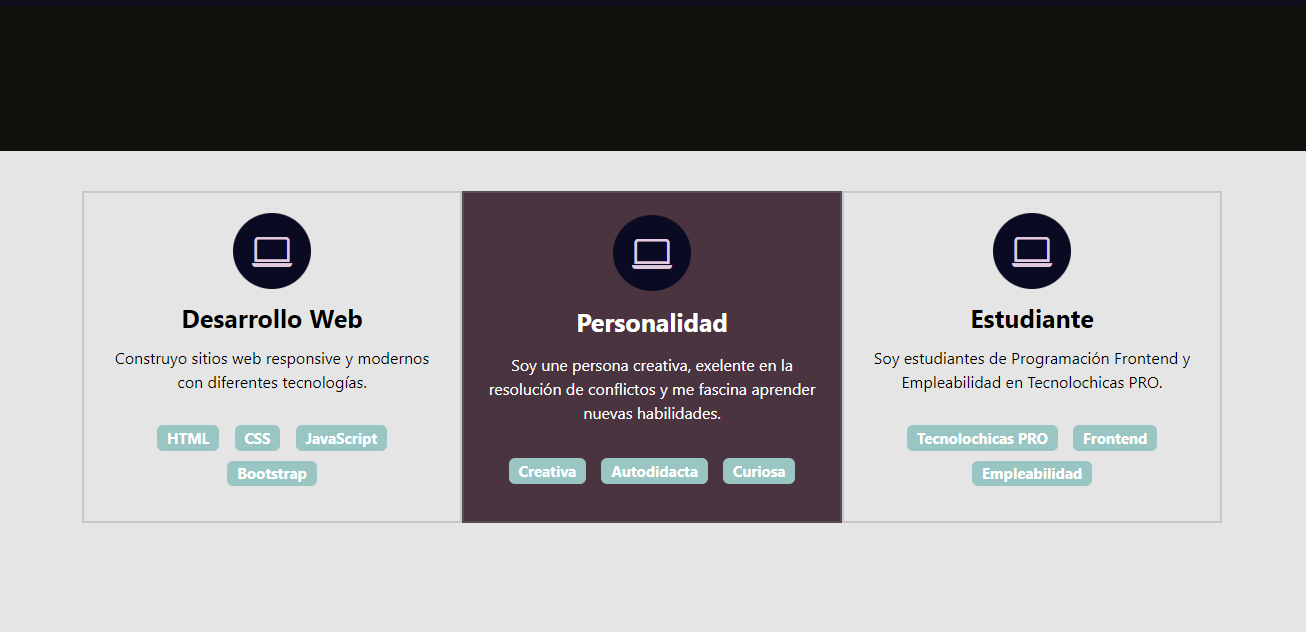 Desarrollo Web
Construyo sitios web responsive y modernos
con diferentes tecnologías.
HTML CSS JavaScript
Bootstrap
Personalidad
Soy une persona creativa, exelente en la
resolución de conflictos y me fascina aprender
nuevas habilidades.
Creativa Autodidacta Curiosa
Estudiante
Soy estudiantes de Programación Frontend y
Empleabilidad en Tecnolochicas PRO.
Tecnolochicas PRO Frontend
Empleabilidad